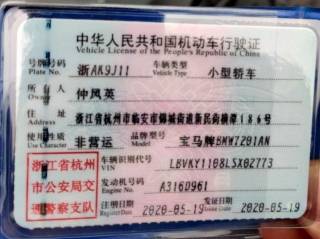 中华人民共和国机动车行驶证
Vehicle License of the People's Republic of China
号牌号码 浙AK9J11 车辆类型 小型轿车
Plate No. Vehicle Type
所有人 仲凤英
Owner
住址 浙江省杭州市临安市锦城街道新民街横潭186号
Address
使用性质 非营运 品牌型号 宝马牌BMW7201AN
Use Character Model
浙江省杭州 车辆识别代号 LBVKY1108LSX02773
VIN
市公安局交 发动机号码 A3160961
Engine No.
警察支队 注册日期 2020-05-19 发证日期 2020-05-19
Register Date Issue Date